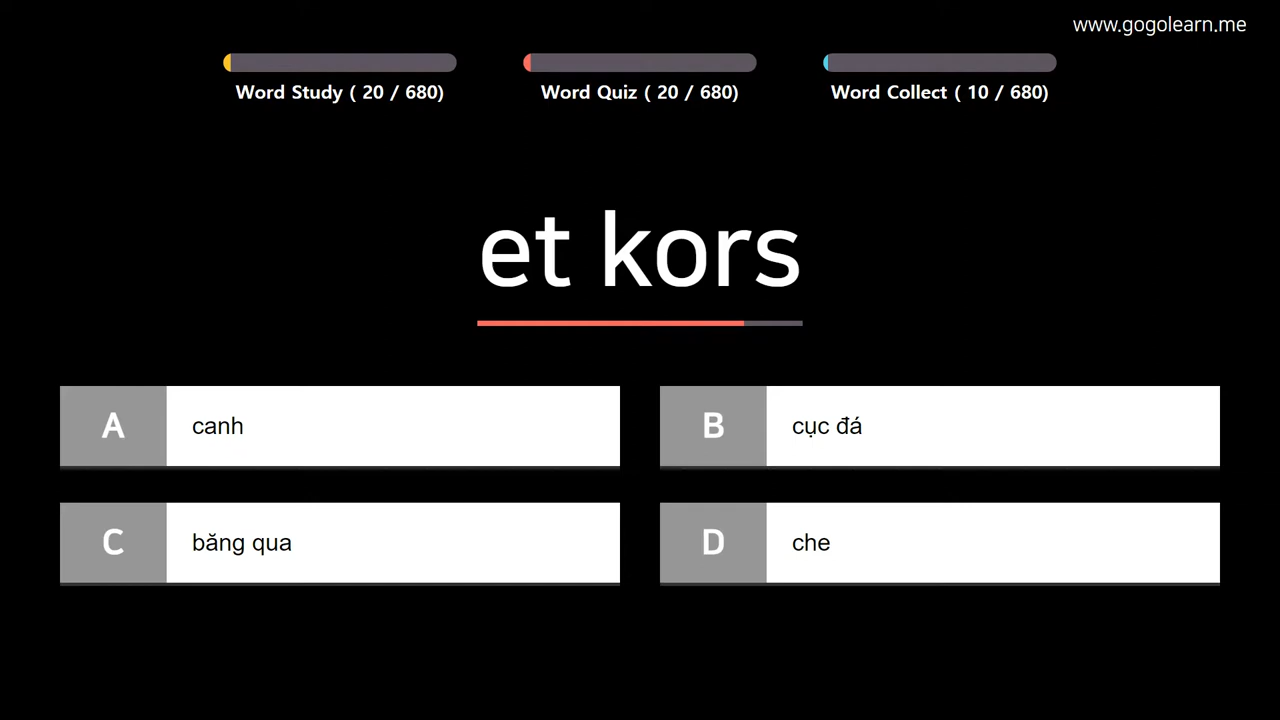 www.gogolearn.me
Word Study ( 20 / 680)
Word Quiz ( 20 / 680)
Word Collect ( 10 / 680)
et kors
A canh
B cục đá
C băng qua
D che